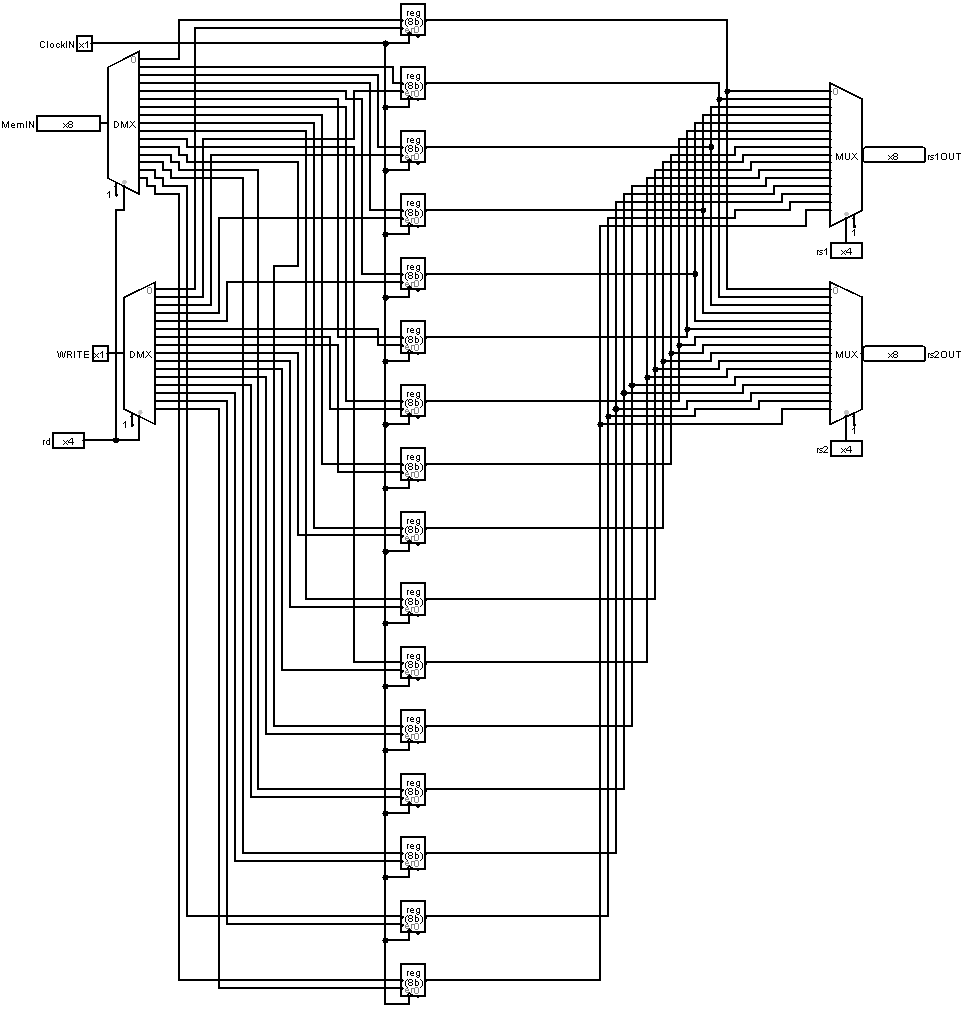 reg
(8b)
ClockIN x1
0
reg
(8b)
0
MemIN x8 DMX
reg
(8b)
MUX x8 rs1OUT
1
reg
(8b)
1
rs1 x4
reg
(8b)
0
0
reg
(8b)
WRITE x1 DMX
MUX x8 rs2OUT
reg
(8b)
1
1
rd x4
rs2 x4
reg
(8b)
reg
(8b)
reg
(8b)
reg
(8b)
reg
(8b)
reg
(8b)
reg
(8b)
reg
(8b)
reg
(8b)